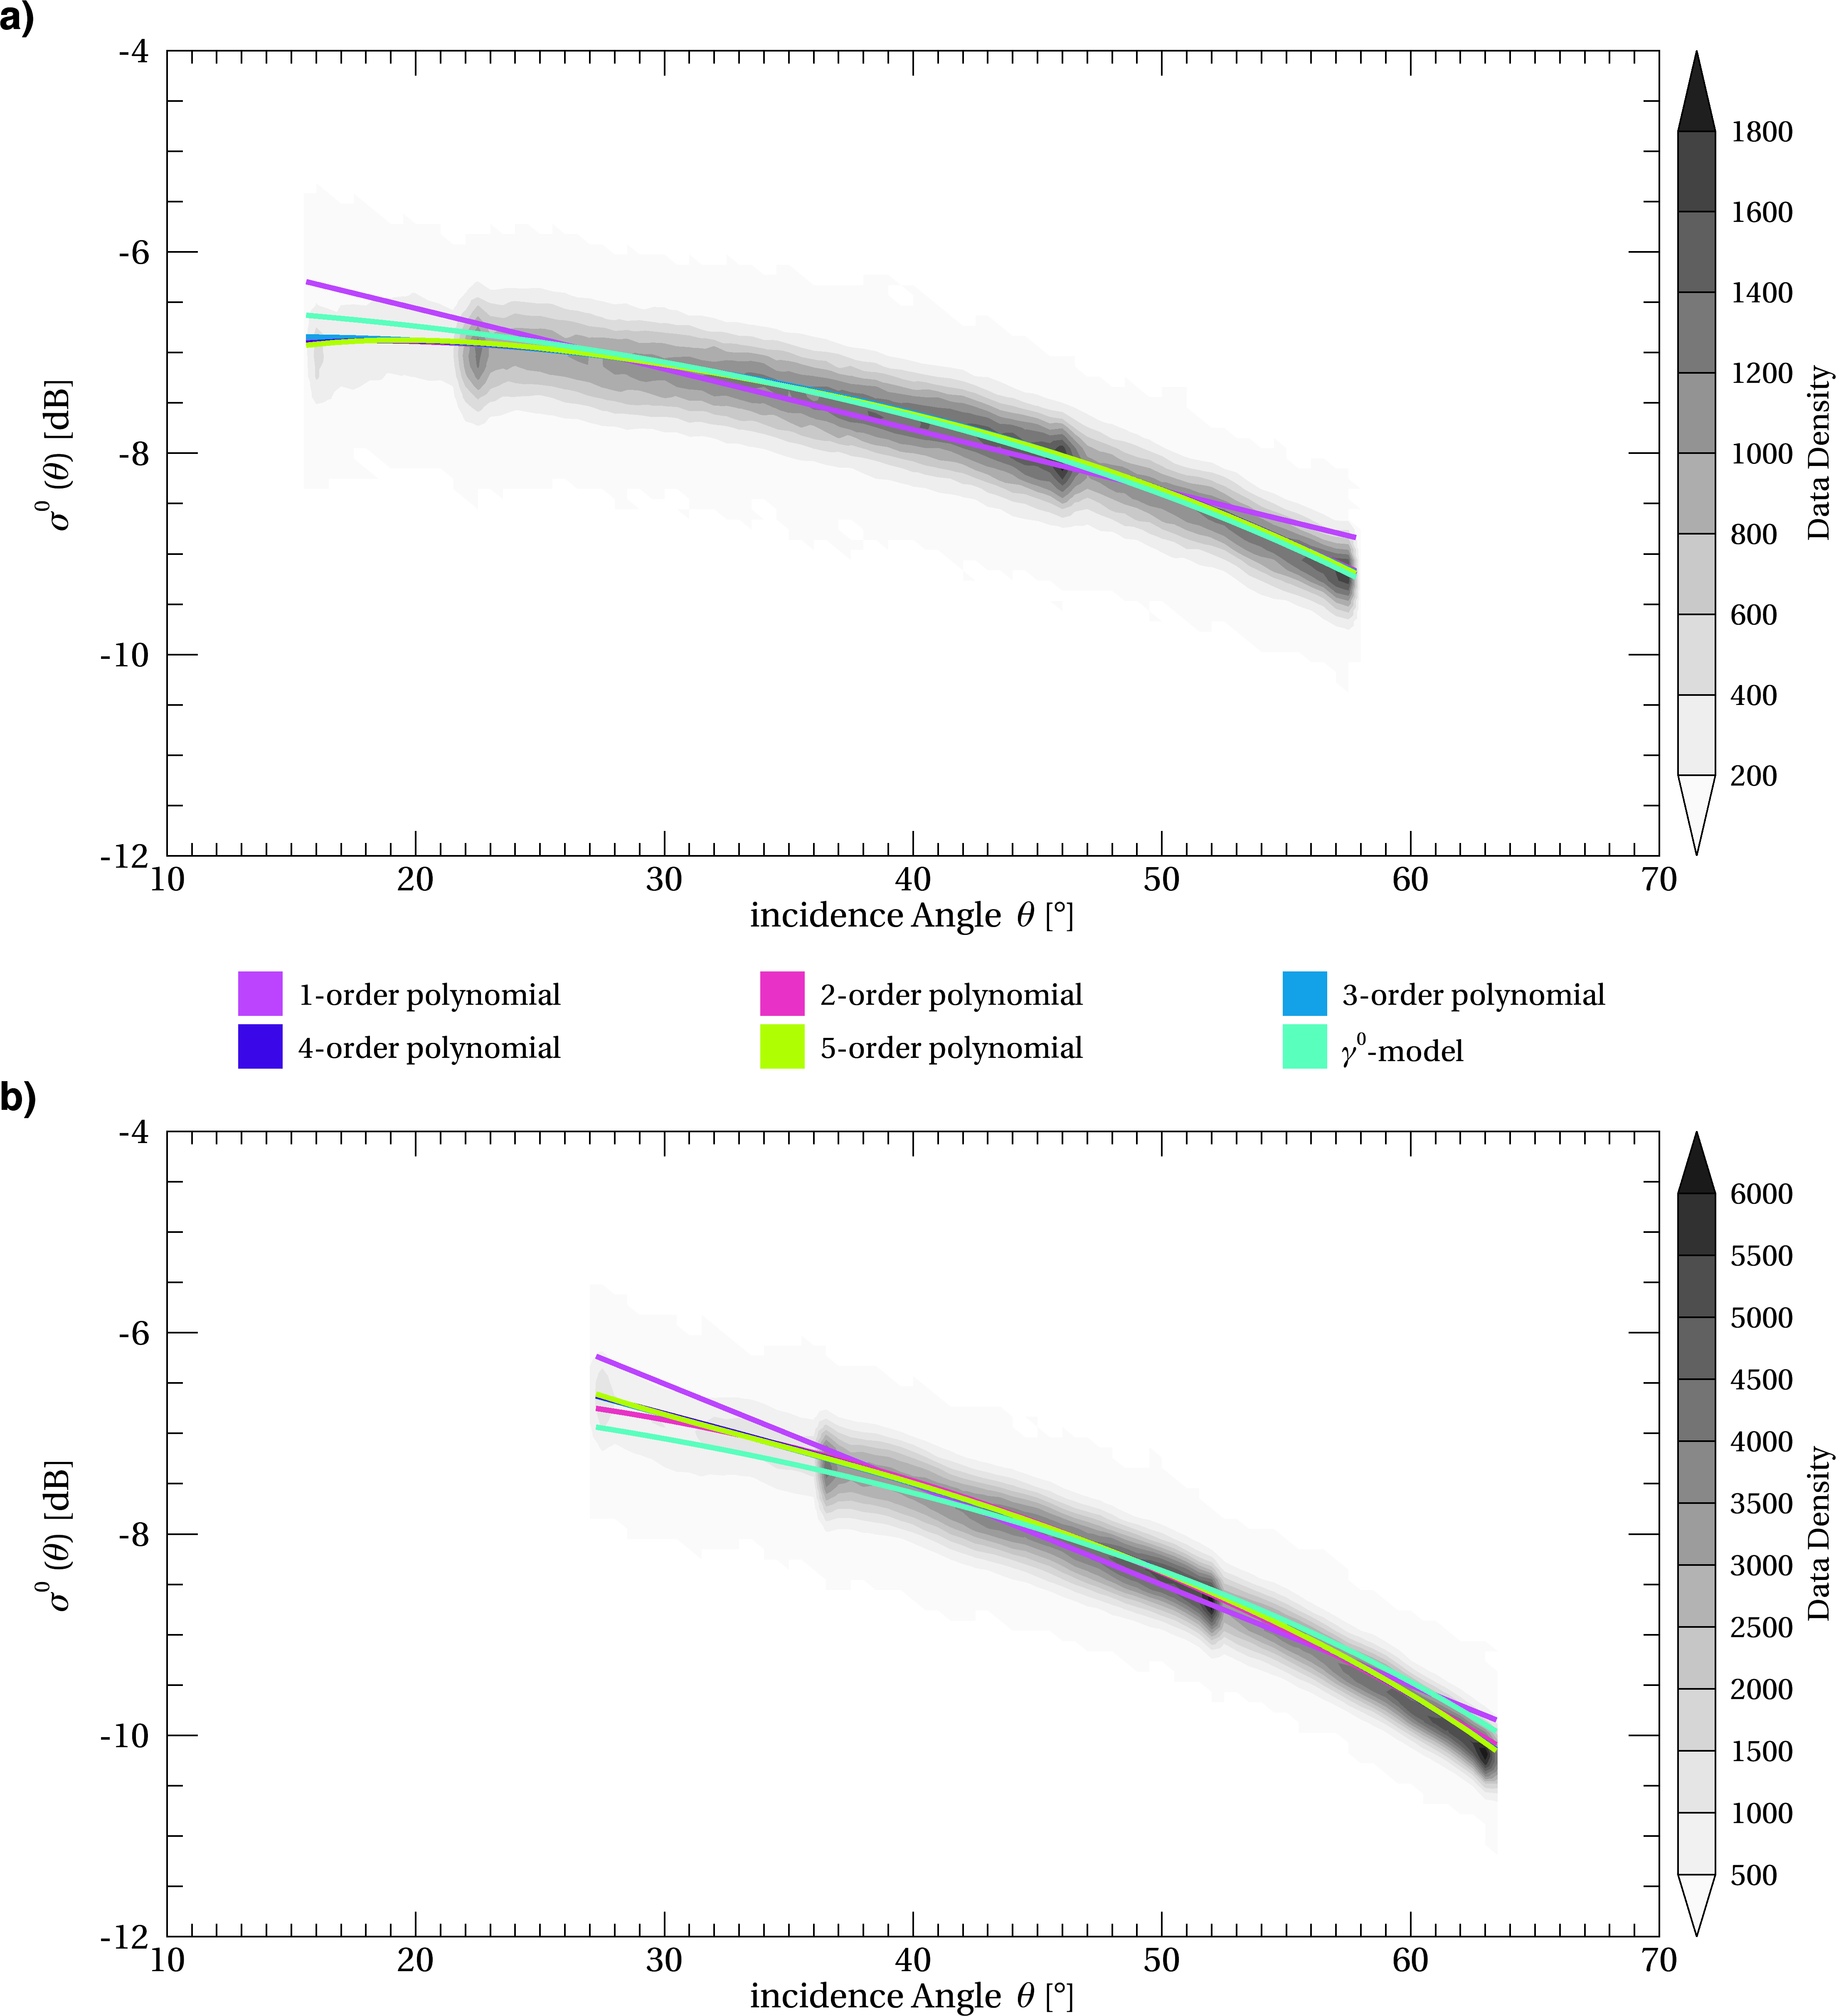 a)
-4
-6
-8
-10
-12
σ⁰ (θ) [dB]
10 20 30 40 50 60 70
incidence Angle θ [°]
1800
1600
1400
1200
1000
800
600
400
200
Data Density
1-order polynomial 2-order polynomial 3-order polynomial
4-order polynomial 5-order polynomial γ⁰-model
b)
-4
-6
-8
-10
-12
σ⁰ (θ) [dB]
10 20 30 40 50 60 70
incidence Angle θ [°]
6000
5500
5000
4500
4000
3500
3000
2500
2000
1500
1000
500
Data Density